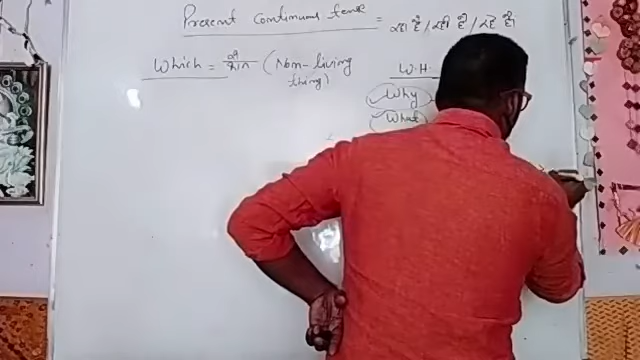 Present continuous tense = रहा है / रही है / रहे हैं
Which = (Non-living
thing)
W.H.
Why
What